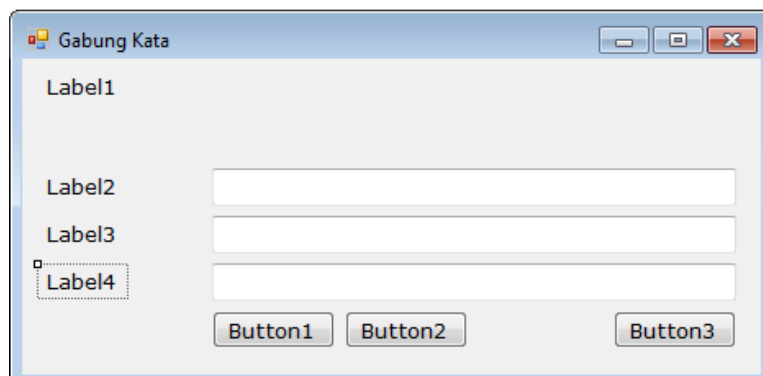 Gabung Kata
Label1
Label2
Label3
Label4
Button1 Button2 Button3